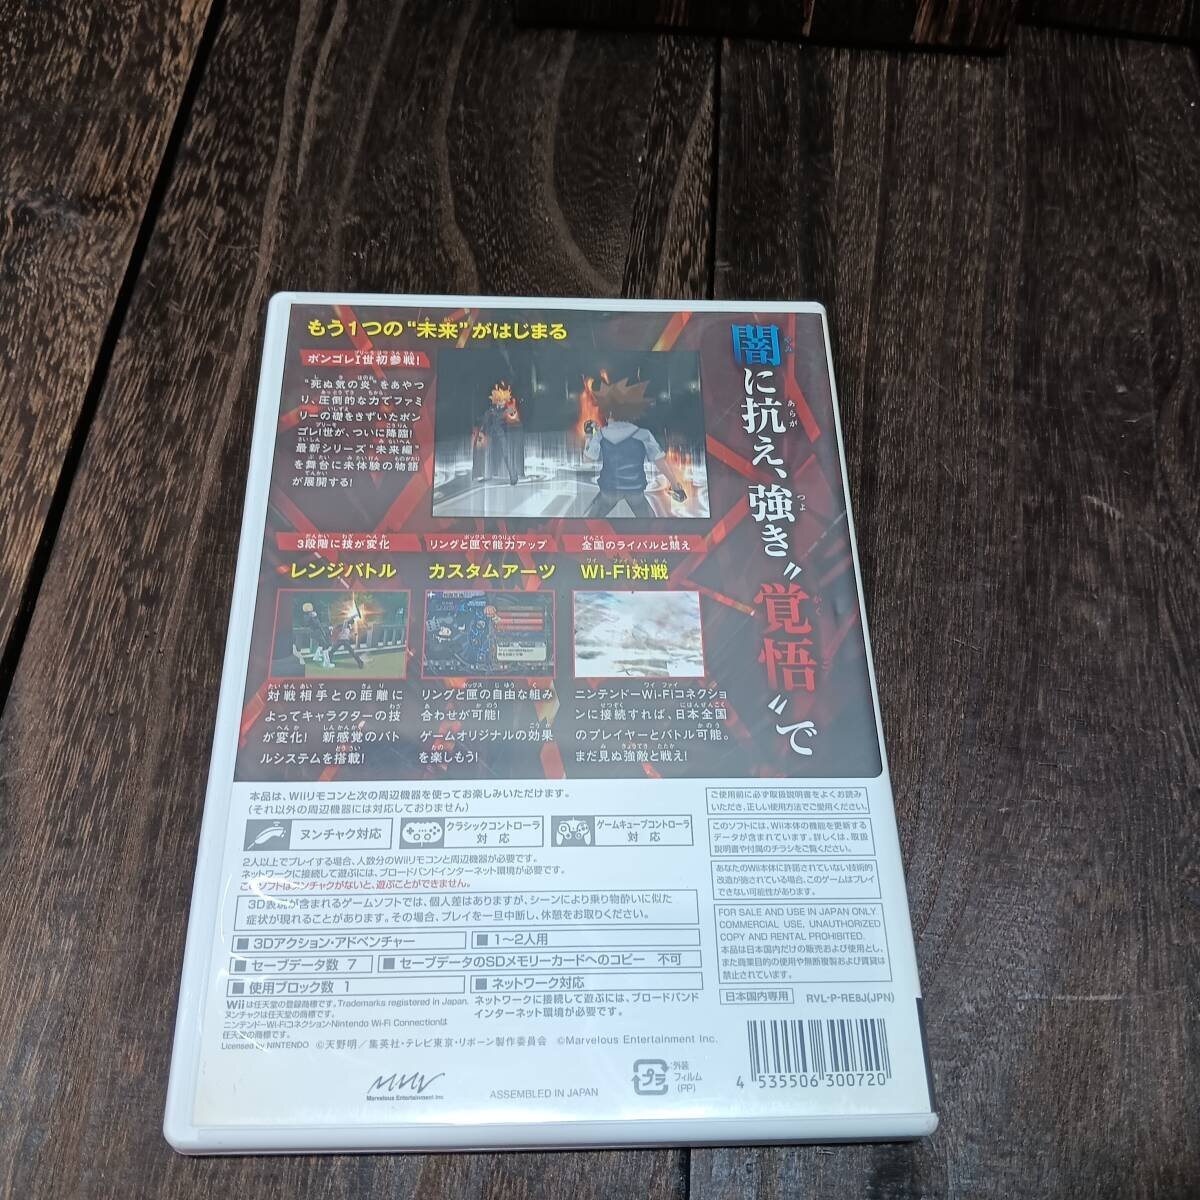 もう1つの“未来”がはじまる
ボンゴレI世初参戦!
“死ぬ気の炎”をあやつ
り、圧倒的な力でファミ
リーの礎をきずいたボン
ゴレI世が、ついに降臨!
最新シリーズ“未来編”
を舞台に未体験の物語
が展開する!
闇に抗え、強き“覚悟”で
3段階に技が変化
レンジバトル
対戦相手との距離に
よってキャラクターの技
が変化! 新感覚のバト
ルシステムを搭載!
リングと匣で能力アップ
カスタムアーツ
リングと匣の自由な組み
合わせが可能!
ゲームオリジナルの効果
を楽しもう!
全国のライバルと競え
Wi-Fi対戦
ニンテンドーWi-Fiコネクショ
ンに接続すれば、日本全国
のプレイヤーとバトル可能。
まだ見ぬ強敵と戦え!
本品は、Wiiリモコンと次の周辺機器を使ってお楽しみいただけます。
(それ以外の周辺機器には対応しておりません)
ヌンチャク対応
クラシックコントローラ
対応
ゲームキューブコントローラ
対応
2人以上でプレイする場合、人数分のWiiリモコンと周辺機器が必要です。
ネットワークに接続して遊ぶには、ブロードバンドインターネット環境が必要です。
このソフトはヌンチャクがないと、遊ぶことができません。
3D表現が含まれるゲームソフトでは、個人差はありますが、シーンにより乗り物酔いに似た
症状が現れることがあります。その場合、プレイを一旦中断し、休憩をお取りください。
■ 3Dアクション・アドベンチャー
■ 1〜2人用
■ セーブデータ数 7
■ セーブデータのSDメモリーカードへのコピー 不可
■ 使用ブロック数 1
■ ネットワーク対応
ネットワークに接続して遊ぶには、ブロードバンド
インターネット環境が必要です。
Wiiは任天堂の登録商標です。Trademarks registered in Japan.
ヌンチャクは任天堂の商標です。
ニンテンドーWi-Fiコネクション・Nintendo Wi-Fi Connectionは
任天堂の商標です。
Licensed by NINTENDO ©天野明／集英社・テレビ東京・リボーン製作委員会 ©Marvelous Entertainment Inc.
Marvelous Entertainment Inc.
ASSEMBLED IN JAPAN
プラ
外装
フィルム
(PP)
ご使用前に必ず取扱説明書をよくお読み
いただき、正しい使用方法でご愛用ください。
このソフトには、Wii本体の機能を更新する
データが含まれています。詳しくは、取扱
説明書や付属のチラシをご覧ください。
あなたのWii本体に許諾されていない技術的
改造が施されている場合、このゲームはプレイ
できない可能性があります。
FOR SALE AND USE IN JAPAN ONLY.
COMMERCIAL USE, UNAUTHORIZED
COPY AND RENTAL PROHIBITED.
本品は日本国内だけの販売および使用とし、
また商業目的の使用や無断複製および賃貸は
禁止されています。
日本国内専用
RVL-P-RE8J(JPN)
4 535506 300720